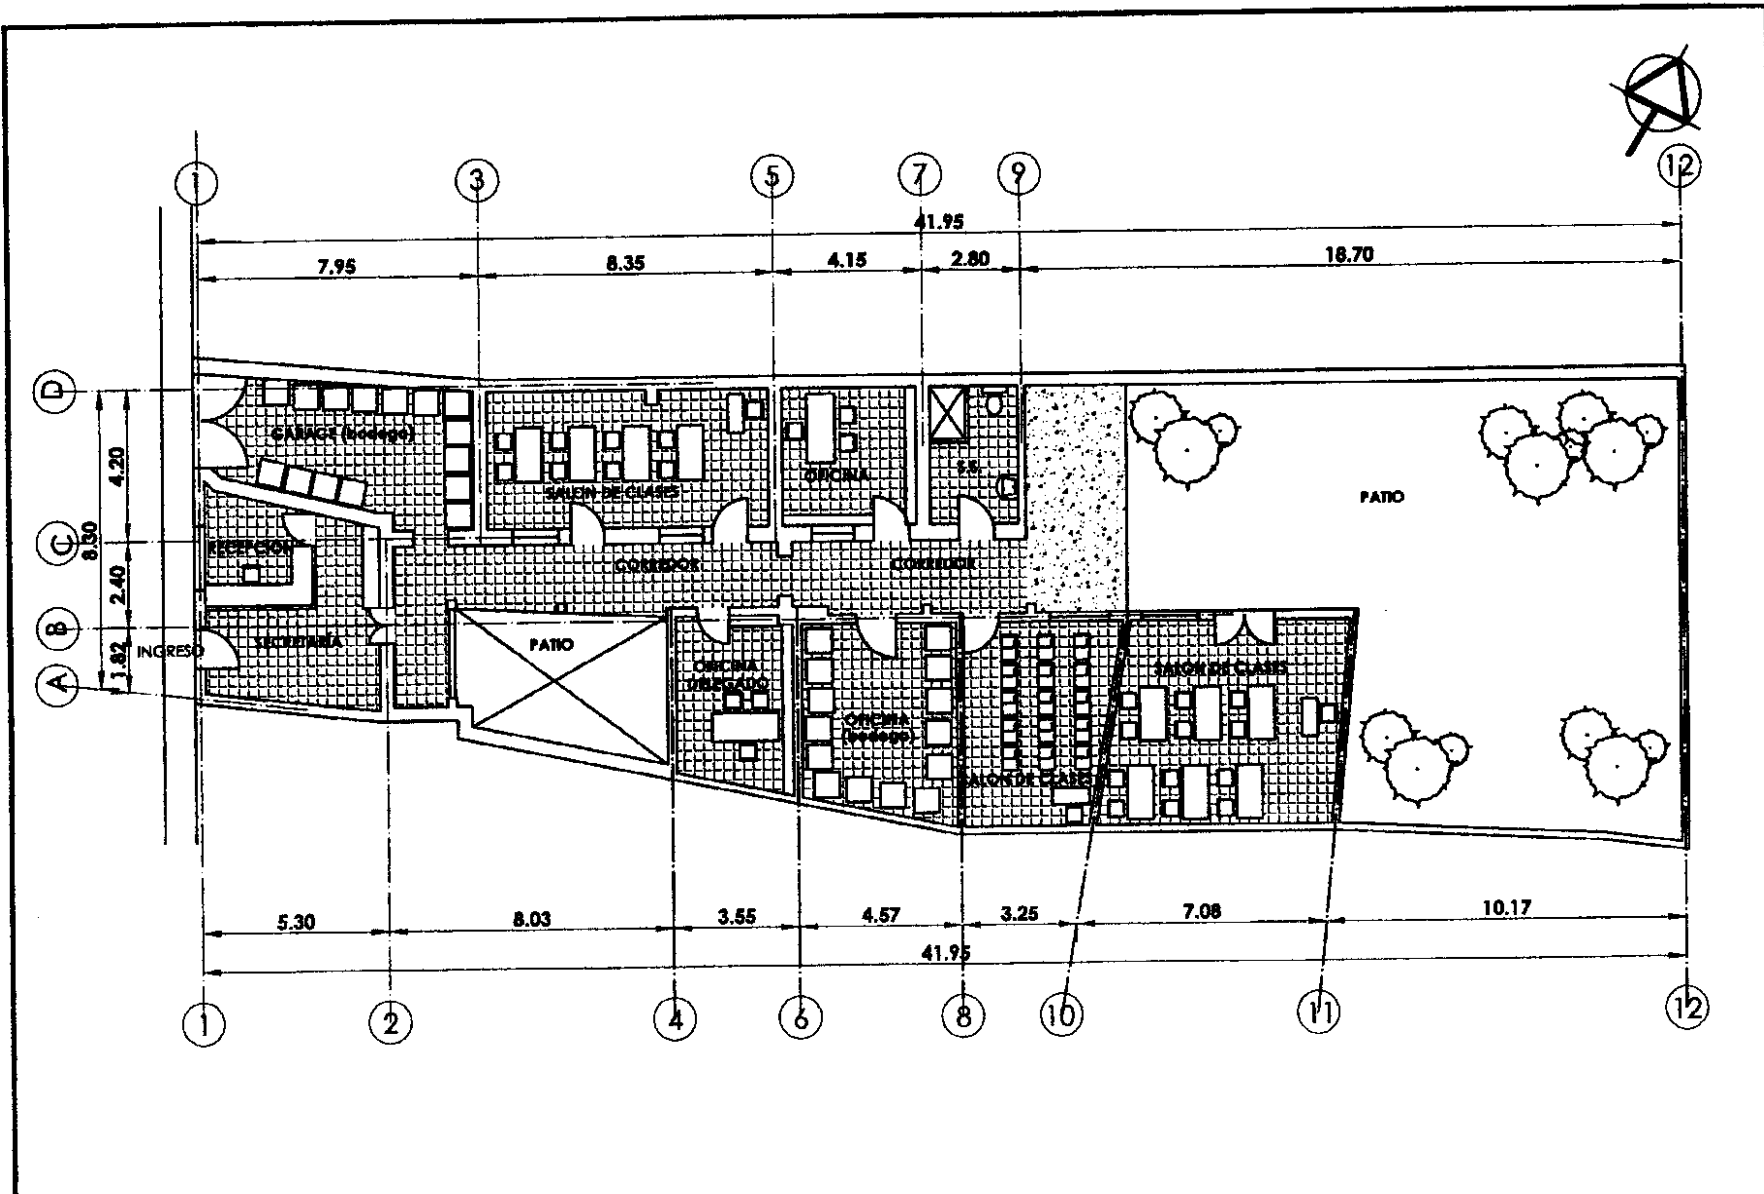 1 3 5 7 9 12
41.95
7.95 8.35 4.15 2.80 18.70
D
C
B
A
4.20
8.30
2.40
1.82
GARAGE (bodega)
SALON DE CLASES
OFICINA
S.S.
PATIO
RECEPCION
CORREDOR
CORREDOR
INGRESO
SECRETARÍA
PATIO
OFICINA
DELEGADO
OFICINA
(bodega)
SALON DE CLASES
SALON DE CLASES
5.30 8.03 3.55 4.57 3.25 7.08 10.17
41.95
1 2 4 6 8 10 11 12